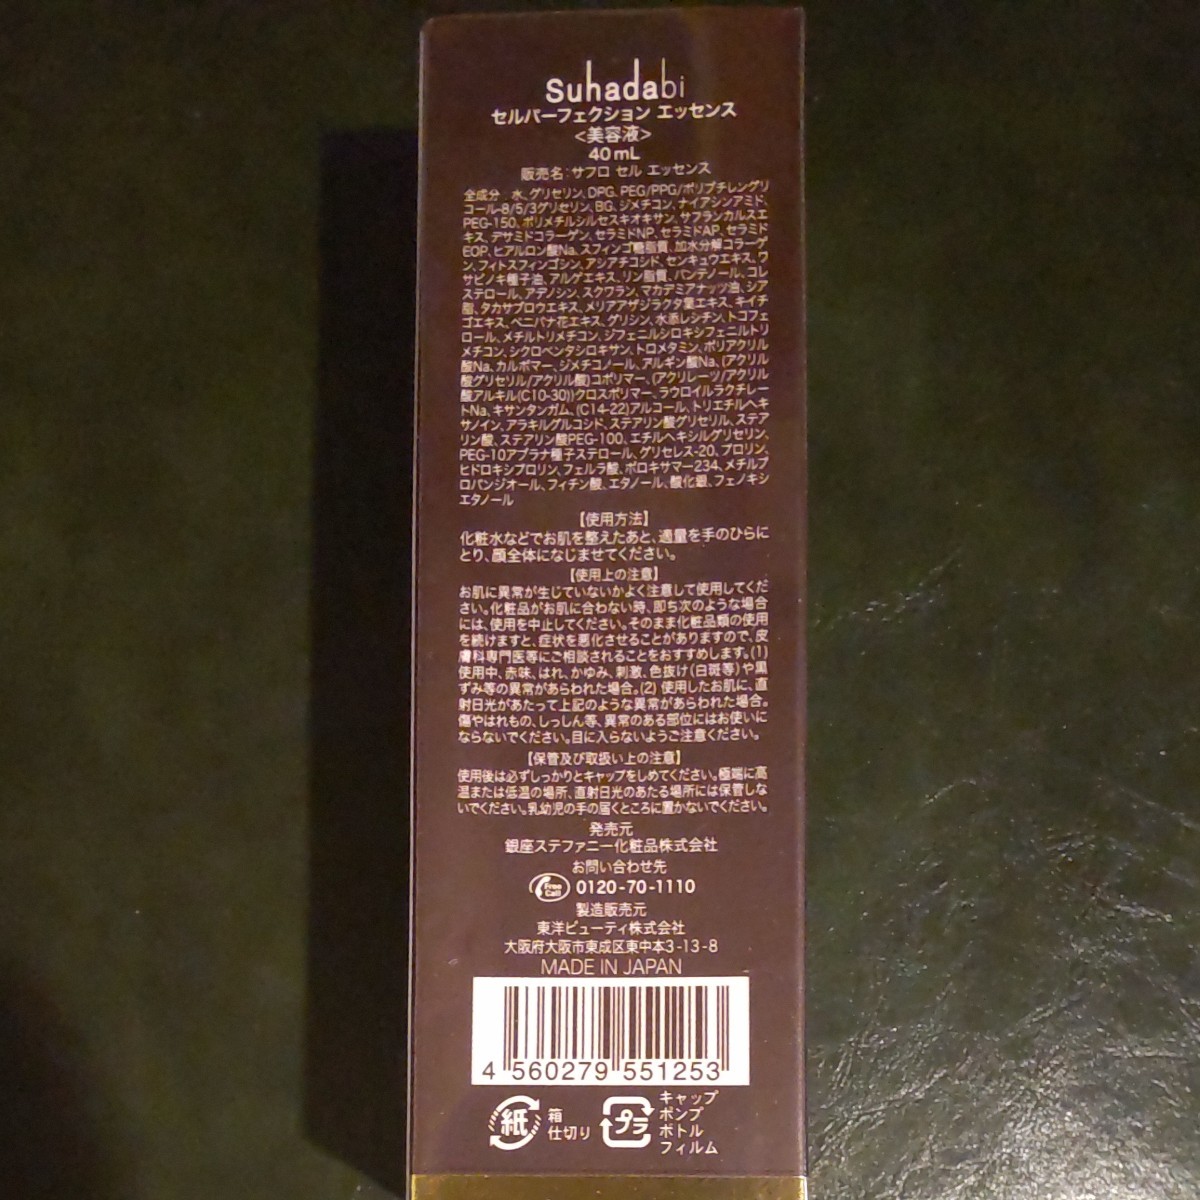 suhadabi
セルパーフェクション エッセンス
<美容液>
40mL
販売名:サフロ セル エッセンス
全成分:水、グリセリン、DPG、PEG/PPG/ポリブチレングリ
コール-8/5/3グリセリン、BG、ジメチコン、ナイアシンアミド、
PEG-150、ポリメチルシルセスキオキサン、サフランカルスエ
キス、デサミドコラーゲン、セラミドNP、セラミドAP、セラミド
EOP、ヒアルロン酸Na、スフィンゴ糖脂質、加水分解コラーゲ
ン、フィトスフィンゴシン、アシアチコシド、センキュウエキス、ワ
サビノキ種子油、アルゲエキス、リン脂質、パンテノール、コレ
ステロール、アデノシン、スクワラン、マカデミアナッツ油、シア
脂、タカサブロウエキス、メリアアザジラクタ葉エキス、キイチ
ゴエキス、ベニバナ花エキス、グリシン、水添レシチン、トコフェ
ロール、メチルトリメチコン、ジフェニルシロキシフェニルトリ
メチコン、シクロペンタシロキサン、トロメタミン、ポリアクリル
酸Na、カルボマー、ジメチコノール、アルギン酸Na、(アクリル
酸グリセリル/アクリル酸)コポリマー、(アクリレーツ/アクリル
酸アルキル(C10-30))クロスポリマー、ラウロイルラクチレー
トNa、キサンタンガム、(C14-22)アルコール、トリエチルヘキ
サノイン、アラキルグルコシド、ステアリン酸グリセリル、ステア
リン酸、ステアリン酸PEG-100、エチルヘキシルグリセリン、
PEG-10アブラナ種子ステロール、グリセレス-20、プロリン、
ヒドロキシプロリン、フェルラ酸、ポロキサマー234、メチルプ
ロパンジオール、フィチン酸、エタノール、酸化銀、フェノキシ
エタノール
【使用方法】
化粧水などでお肌を整えたあと、適量を手のひらに
とり、顔全体になじませてください。
【使用上の注意】
お肌に異常が生じていないかよく注意して使用してくだ
さい。化粧品がお肌に合わない時、即ち次のような場合
には、使用を中止してください。そのまま化粧品類の使用
を続けますと、症状を悪化させることがありますので、皮
膚科専門医等にご相談されることをおすすめします。(1)
使用中、赤味、はれ、かゆみ、刺激、色抜け(白斑等)や黒
ずみ等の異常があらわれた場合。(2) 使用したお肌に、直
射日光があたって上記のような異常があらわれた場合。
傷やはれもの、しっしん等、異常のある部位にはお使いに
ならないでください。目に入らないようご注意ください。
【保管及び取扱い上の注意】
使用後は必ずしっかりとキャップをしめてください。極端に高
温または低温の場所、直射日光のあたる場所には保管しな
いでください。乳幼児の手の届くところに置かないでください。
発売元
銀座ステファニー化粧品株式会社
お問い合わせ先
Free Call 0120-70-1110
製造販売元
東洋ビューティ株式会社
大阪府大阪市東成区東中本3-13-8
MADE IN JAPAN
4 560279 551253
紙 箱
仕切り
プラ キャップ
ポンプ
ボトル
フィルム